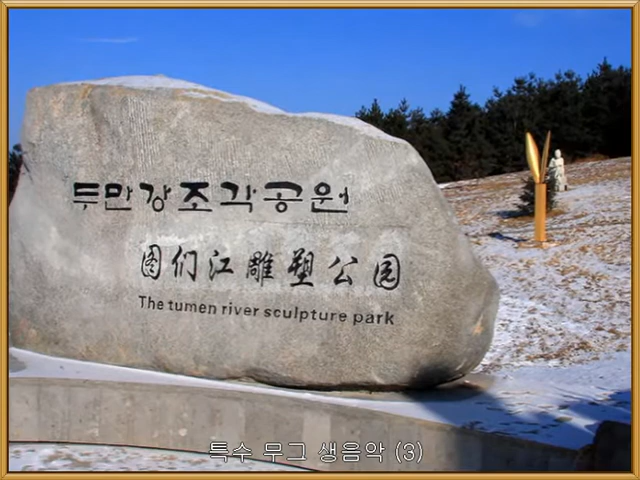 두만강조각공원
图们江雕塑公园
The tumen river sculpture park
특수 무그 생음악 (3)